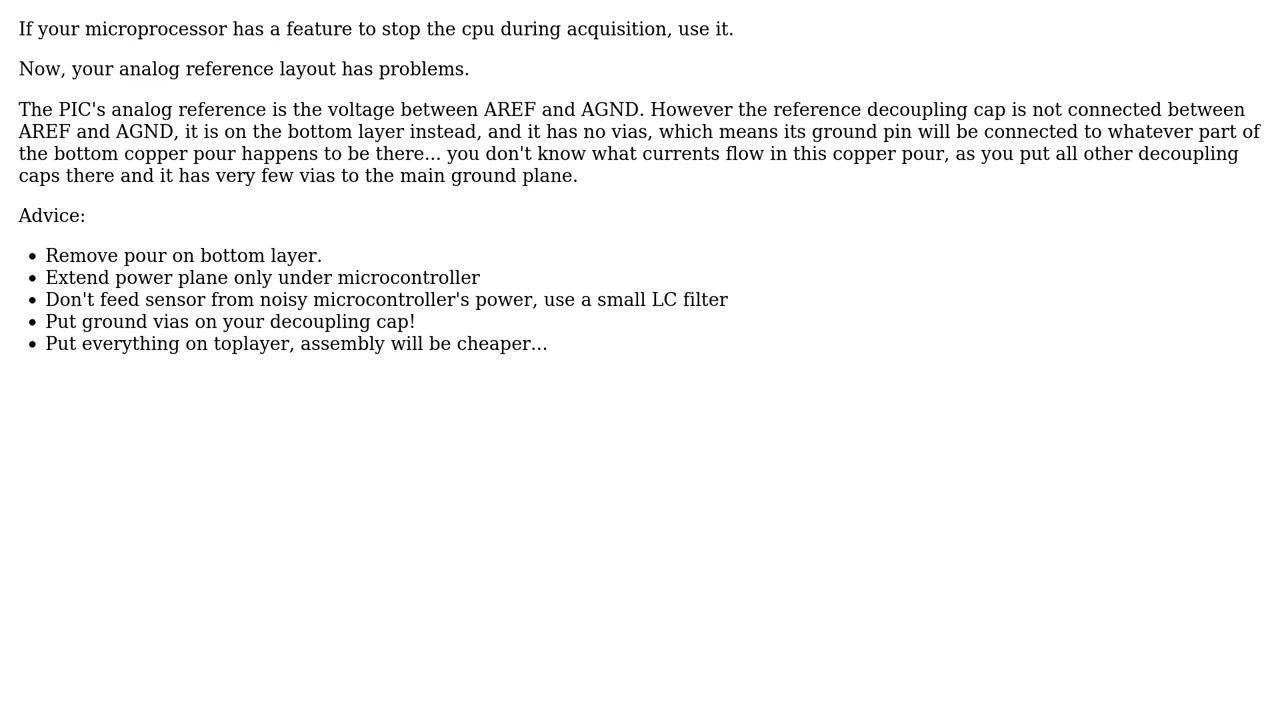 If your microprocessor has a feature to stop the cpu during acquisition, use it.
Now, your analog reference layout has problems.
The PIC's analog reference is the voltage between AREF and AGND. However the reference decoupling cap is not connected between
AREF and AGND, it is on the bottom layer instead, and it has no vias, which means its ground pin will be connected to whatever part of
the bottom copper pour happens to be there... you don't know what currents flow in this copper pour, as you put all other decoupling
caps there and it has very few vias to the main ground plane.
Advice:
• Remove pour on bottom layer.
• Extend power plane only under microcontroller
• Don't feed sensor from noisy microcontroller's power, use a small LC filter
• Put ground vias on your decoupling cap!
• Put everything on toplayer, assembly will be cheaper...